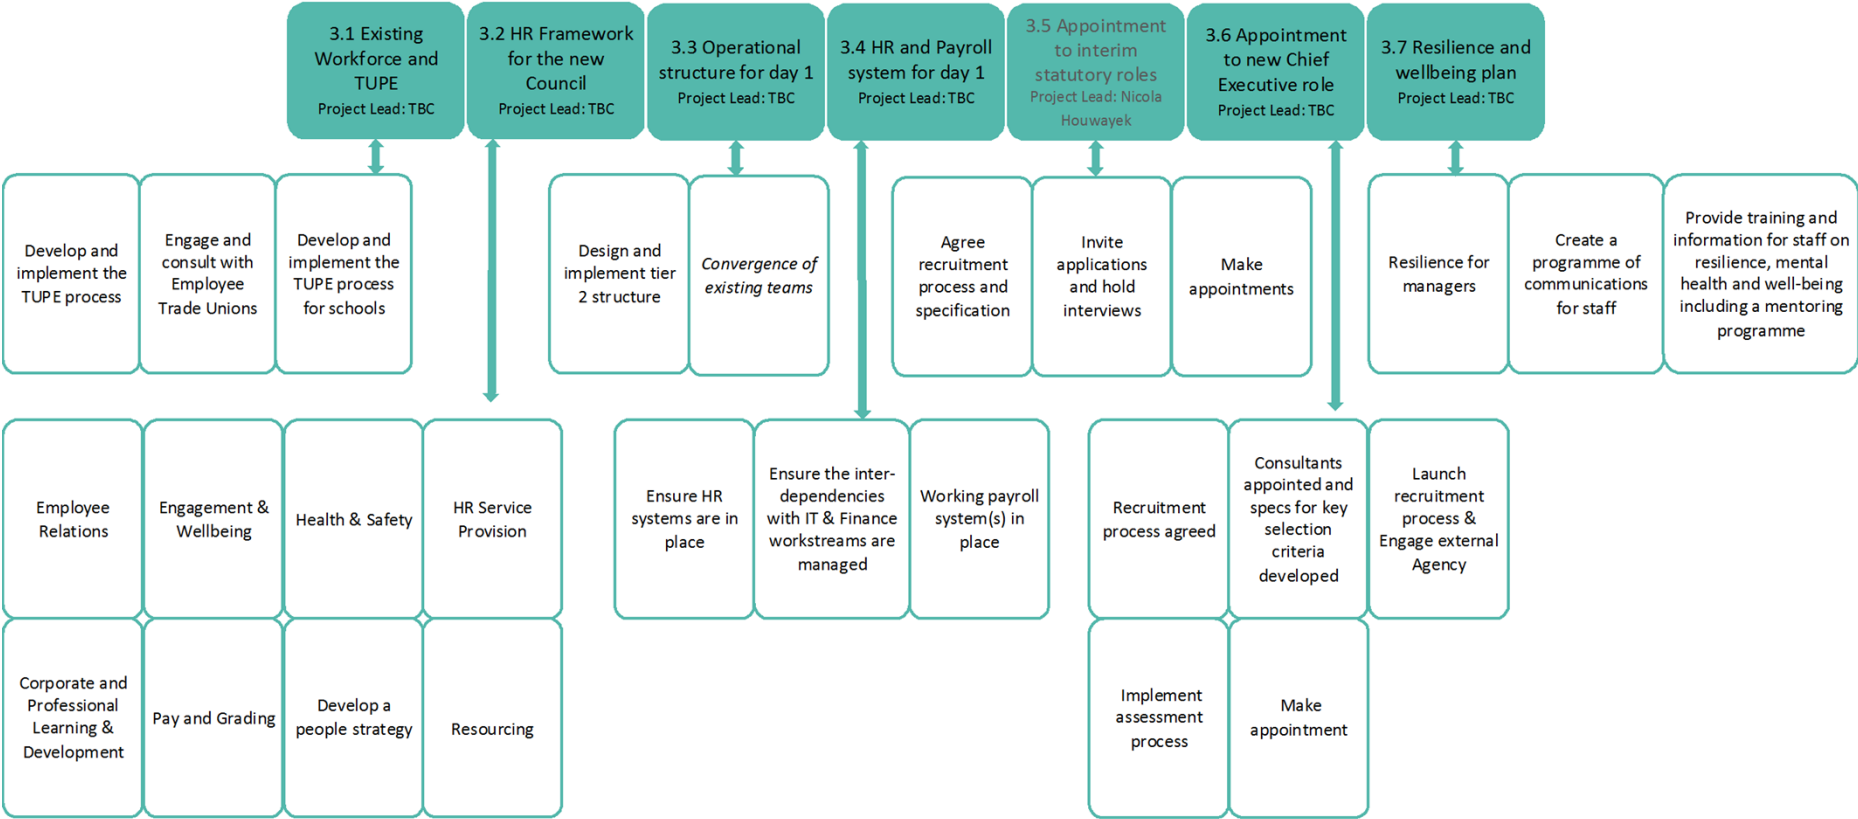 3.1 Existing
Workforce and
TUPE
Project Lead: TBC
3.2 HR Framework
for the new
Council
Project Lead: TBC
3.3 Operational
structure for day 1
Project Lead: TBC
3.4 HR and Payroll
system for day 1
Project Lead: TBC
3.5 Appointment
to interim
statutory roles
Project Lead: Nicola
Houwayek
3.6 Appointment
to new Chief
Executive role
Project Lead: TBC
3.7 Resilience and
wellbeing plan
Project Lead: TBC
Develop and
implement the
TUPE process
Engage and
consult with
Employee
Trade Unions
Develop and
implement the
TUPE process
for schools
Design and
implement tier
2 structure
Convergence of
existing teams
Agree
recruitment
process and
specification
Invite
applications
and hold
interviews
Make
appointments
Resilience for
managers
Create a
programme of
communications
for staff
Provide training and
information for staff on
resilience, mental
health and well-being
including a mentoring
programme
Employee
Relations
Engagement &
Wellbeing
Health & Safety
HR Service
Provision
Ensure HR
systems are in
place
Ensure the inter-
dependencies
with IT & Finance
workstreams are
managed
Working payroll
system(s) in
place
Recruitment
process agreed
Consultants
appointed and
specs for key
selection
criteria
developed
Launch
recruitment
process &
Engage external
Agency
Corporate and
Professional
Learning &
Development
Pay and Grading
Develop a
people strategy
Resourcing
Implement
assessment
process
Make
appointment